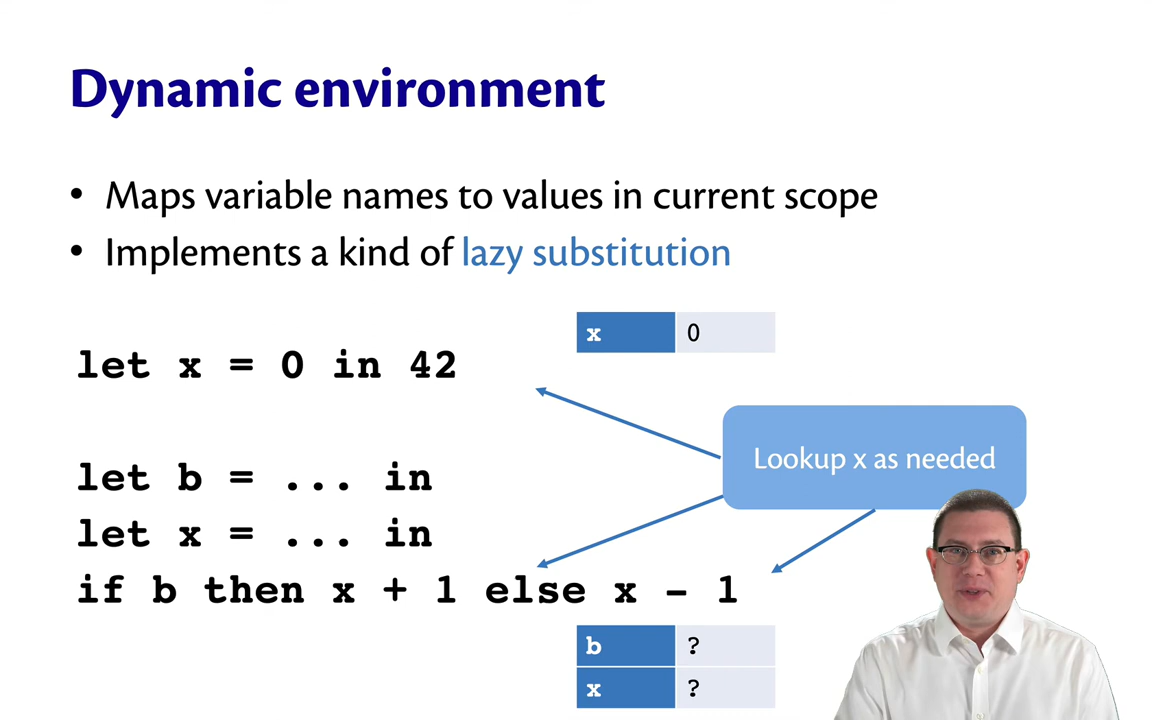 Dynamic environment
• Maps variable names to values in current scope
• Implements a kind of lazy substitution
x 0
let x = 0 in 42
Lookup x as needed
let b = ... in
let x = ... in
if b then x + 1 else x - 1
b ?
x ?